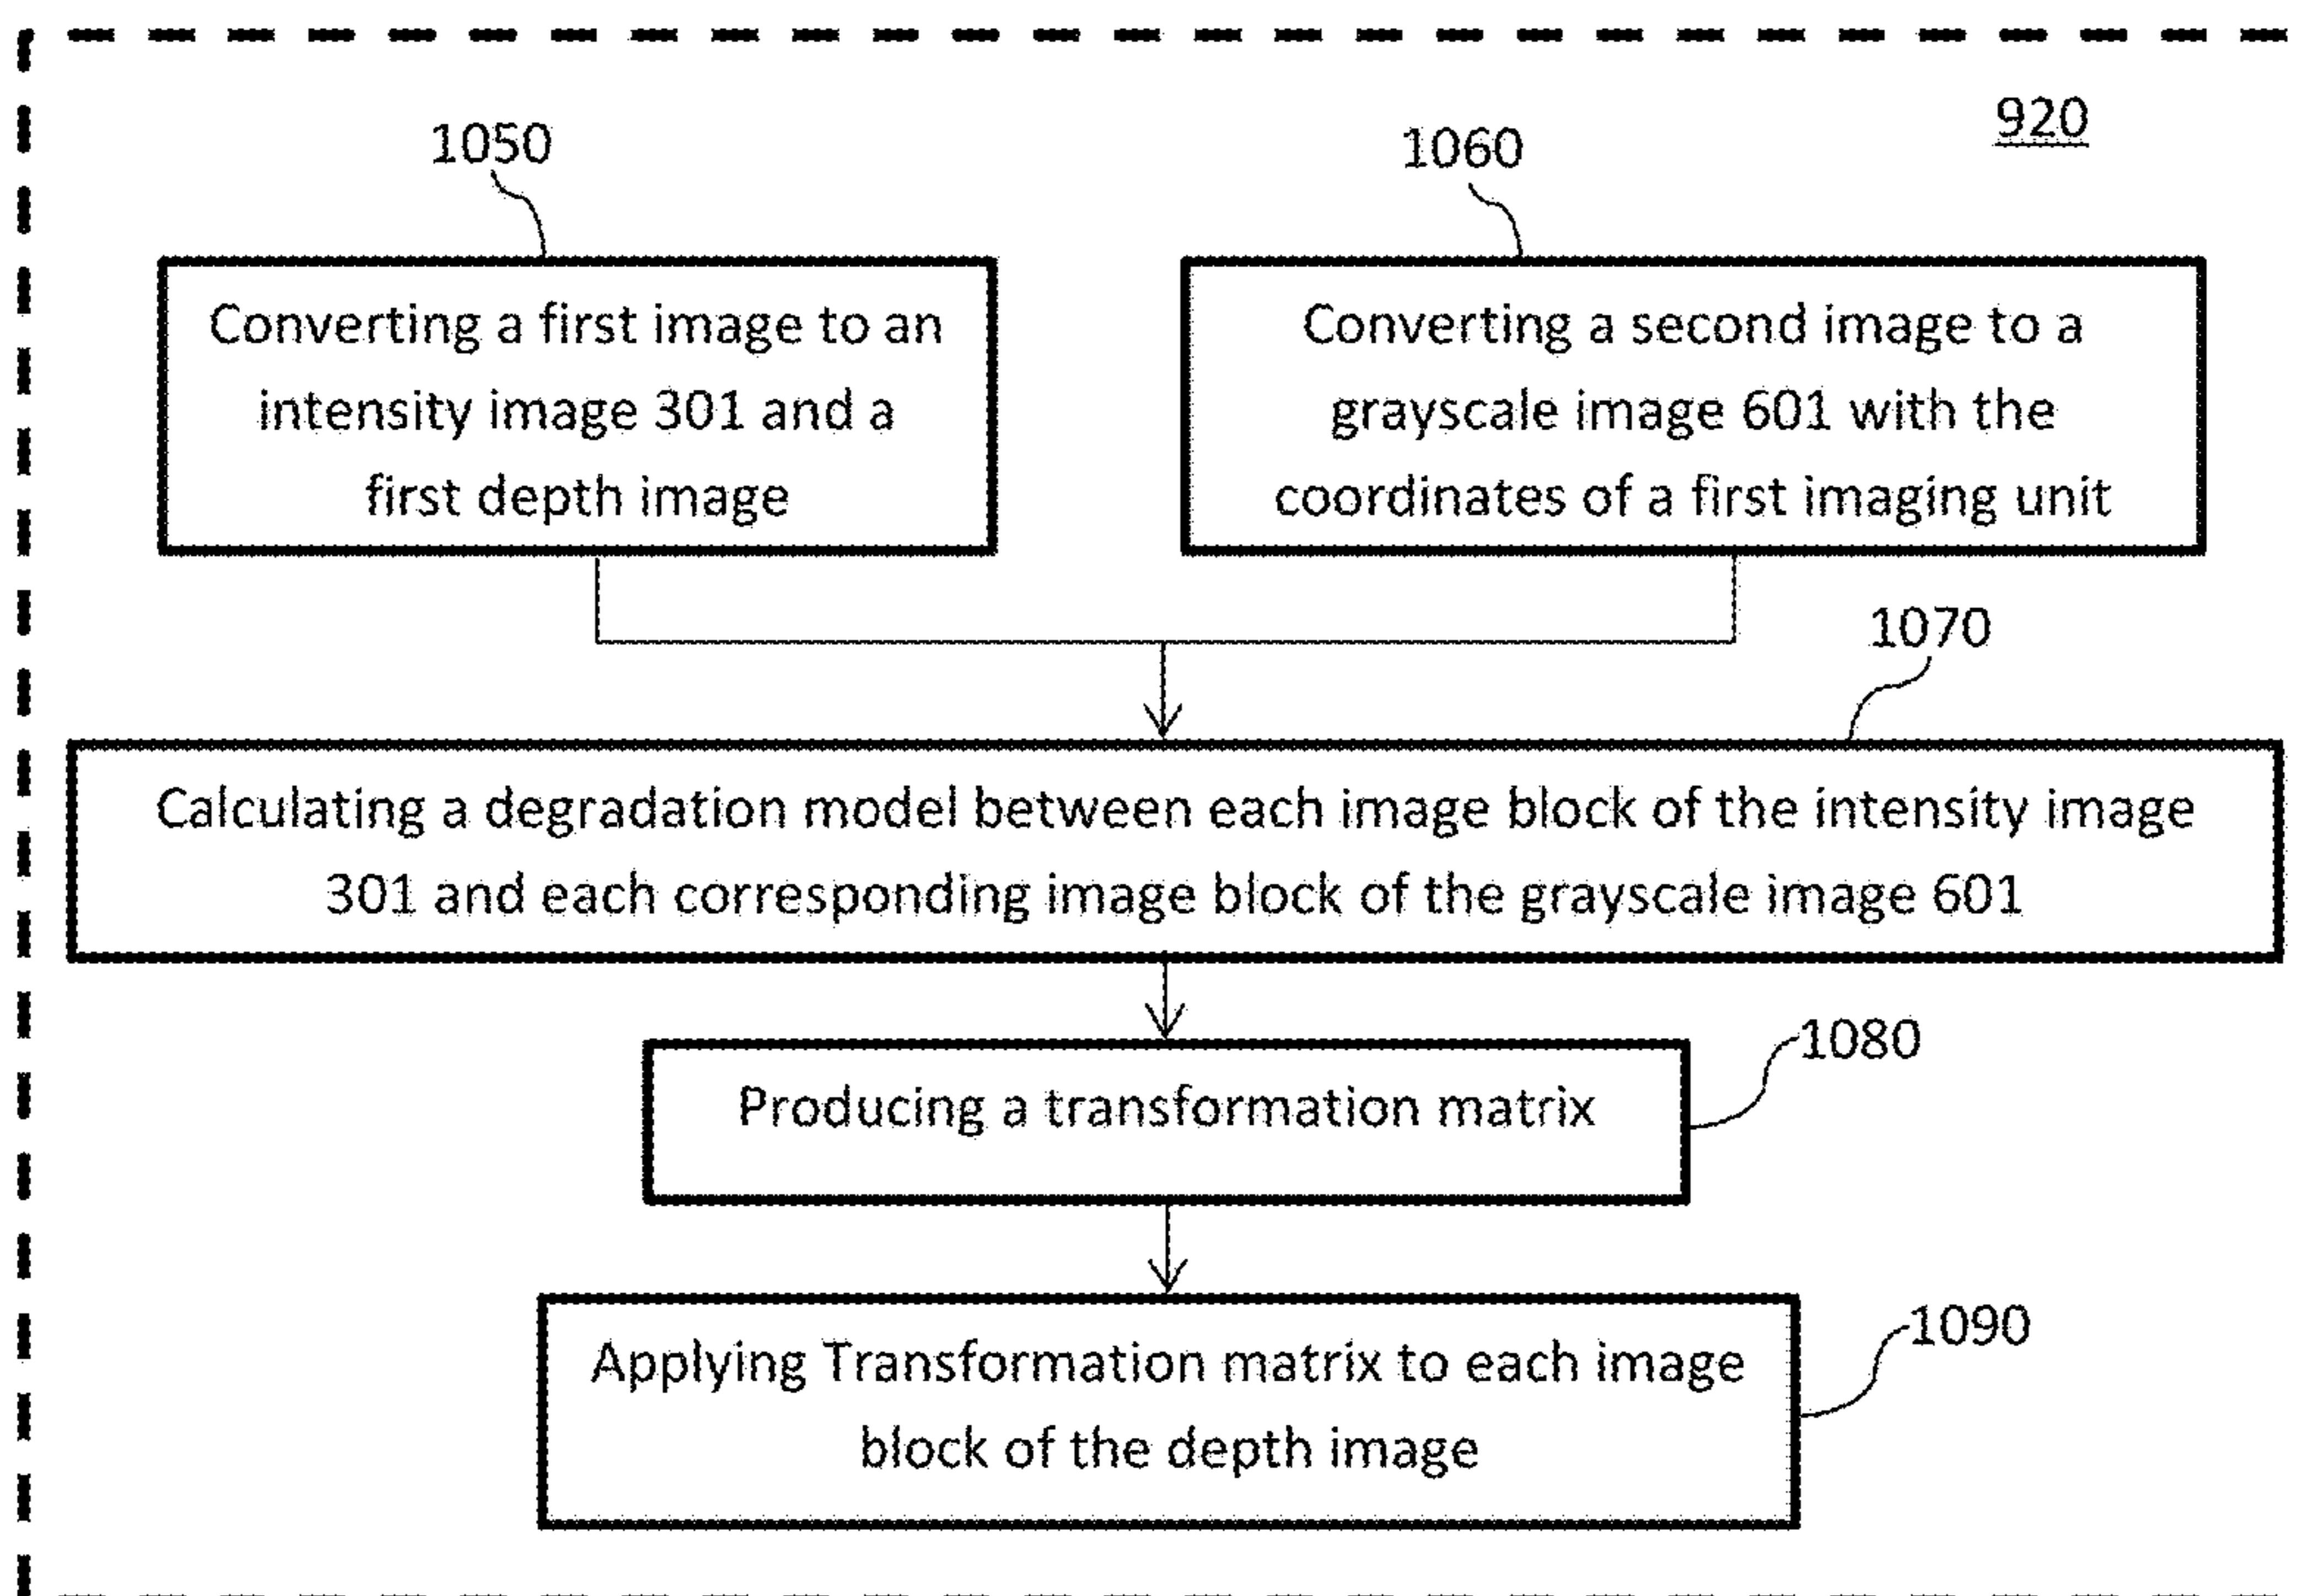 920
1050
1060
Converting a first image to an
intensity image 301 and a
first depth image
Converting a second image to a
grayscale image 601 with the
coordinates of a first imaging unit
1070
Calculating a degradation model between each image block of the intensity image
301 and each corresponding image block of the grayscale image 601
1080
Producing a transformation matrix
1090
Applying Transformation matrix to each image
block of the depth image